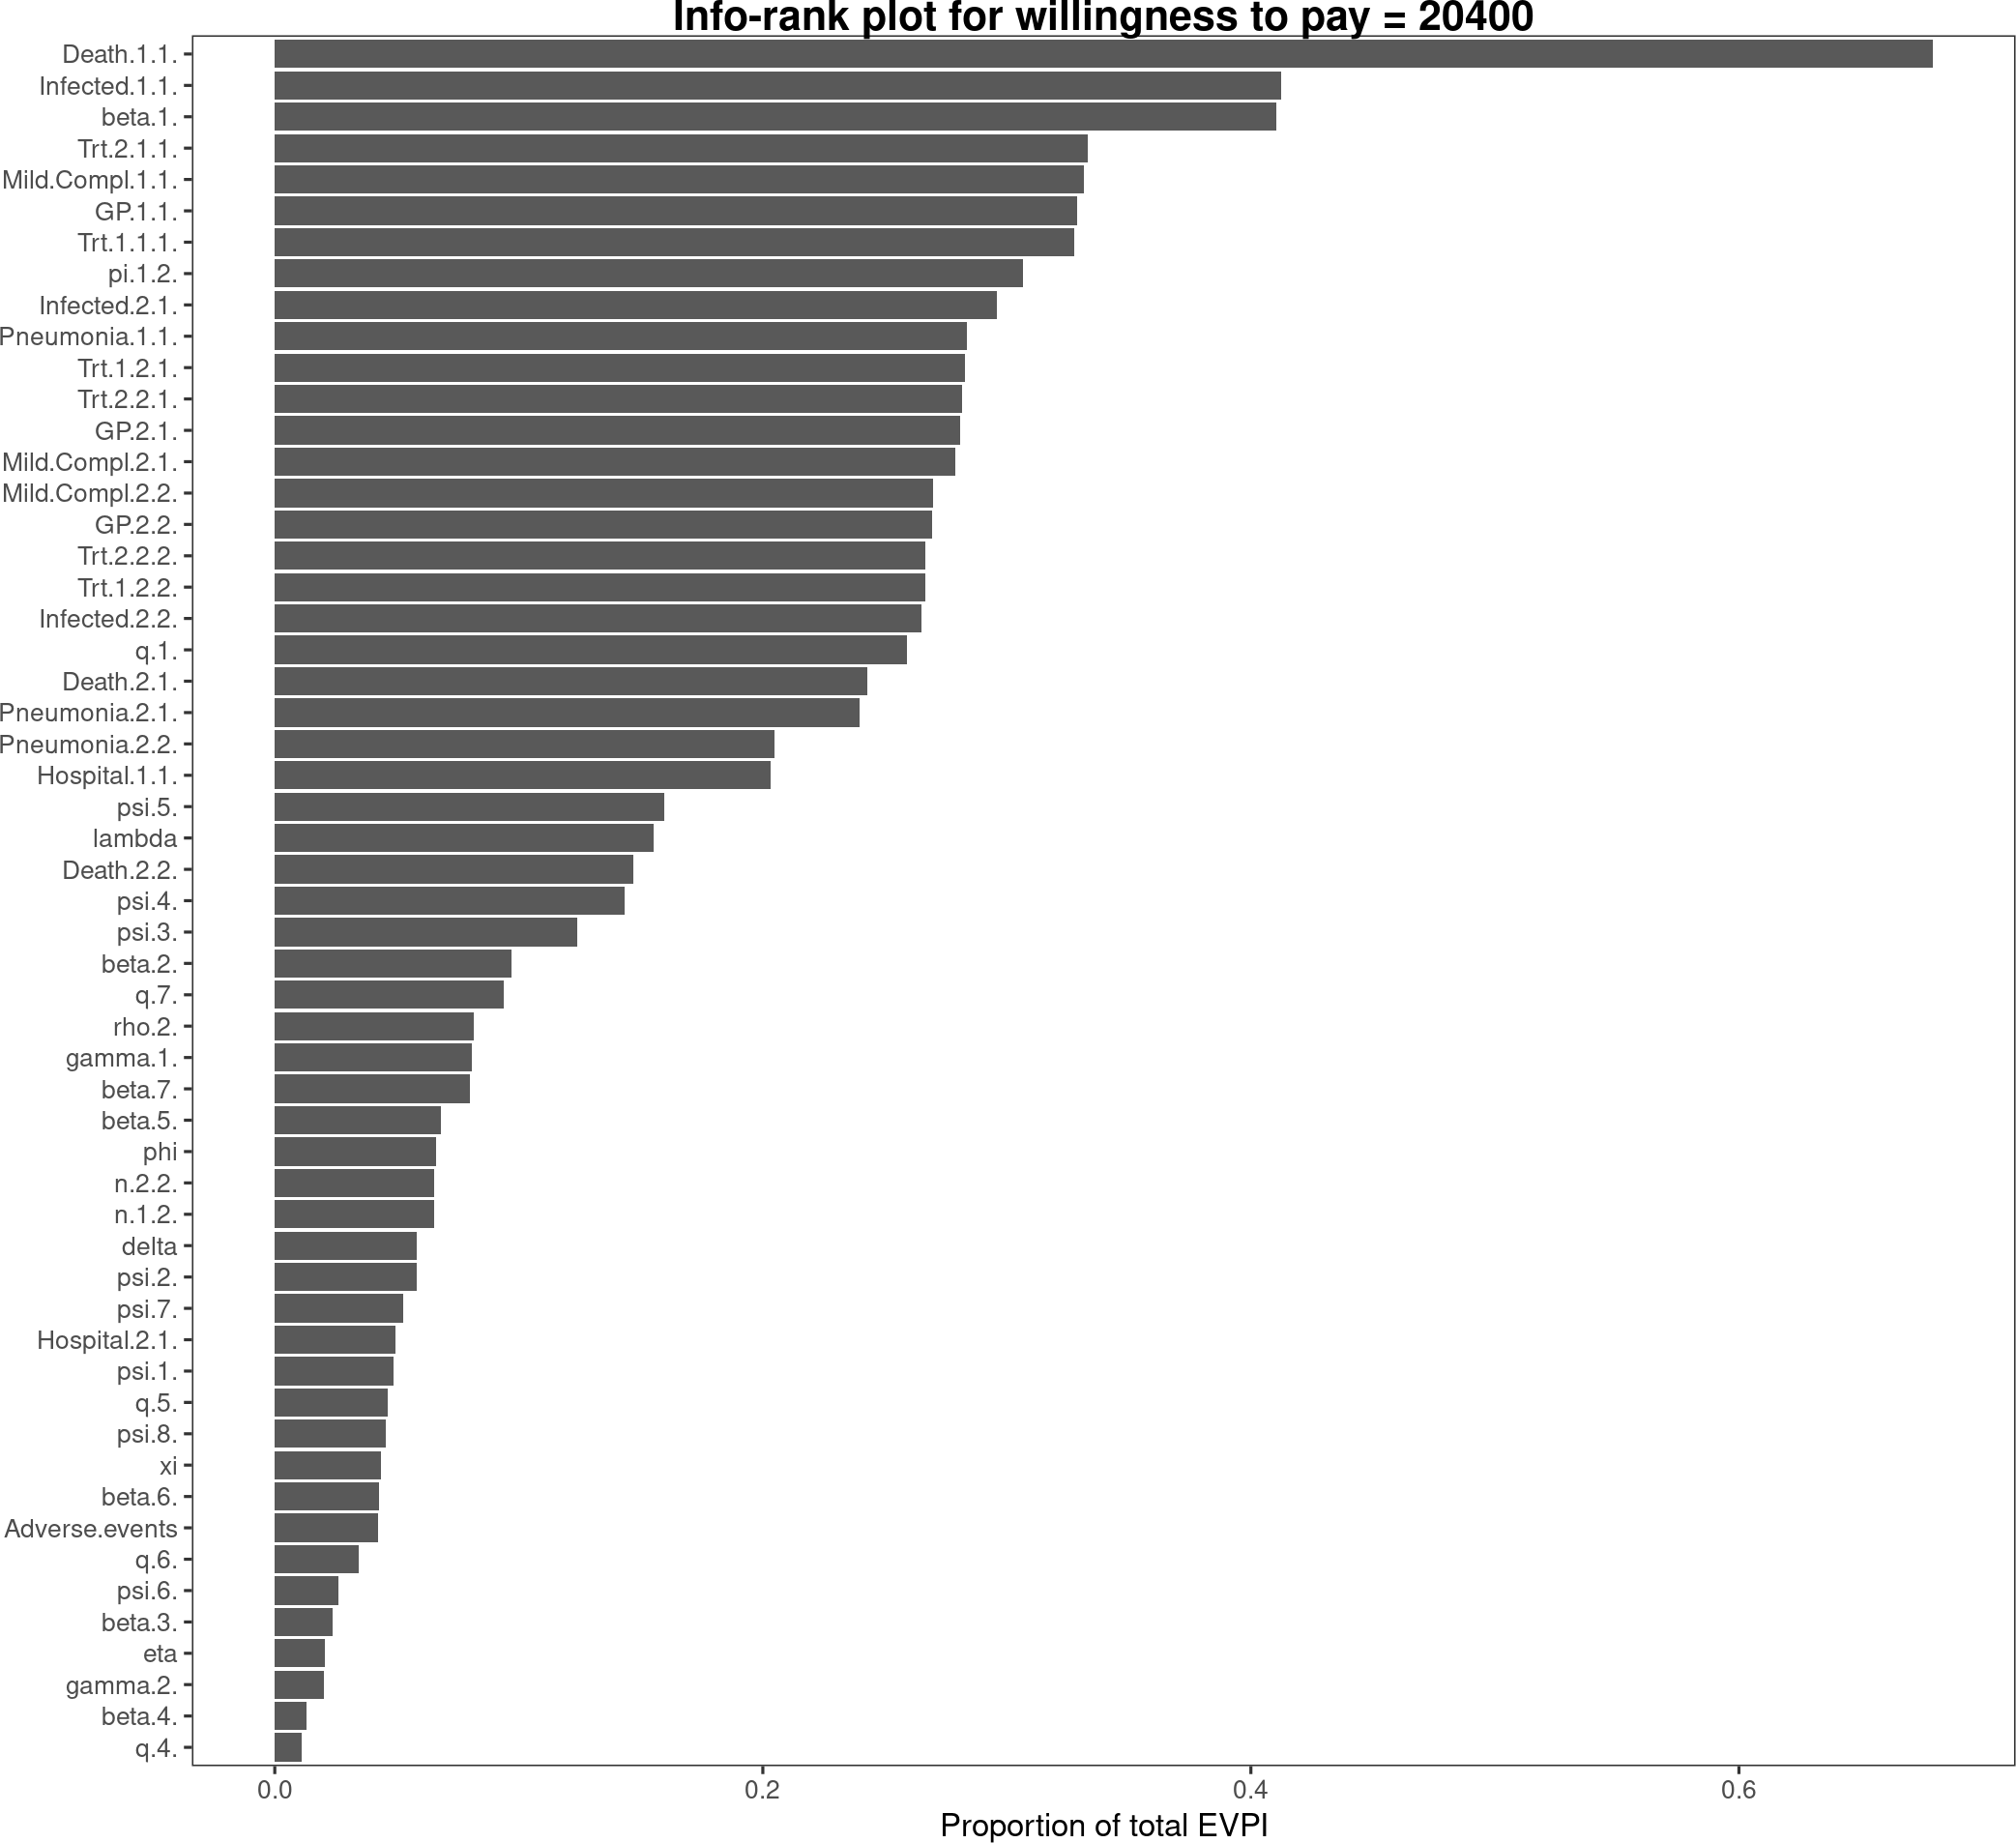 Info-rank plot for willingness to pay = 20400
Death.1.1.
Infected.1.1.
beta.1.
Trt.2.1.1.
Mild.Compl.1.1.
GP.1.1.
Trt.1.1.1.
pi.1.2.
Infected.2.1.
Pneumonia.1.1.
Trt.1.2.1.
Trt.2.2.1.
GP.2.1.
Mild.Compl.2.1.
Mild.Compl.2.2.
GP.2.2.
Trt.2.2.2.
Trt.1.2.2.
Infected.2.2.
q.1.
Death.2.1.
Pneumonia.2.1.
Pneumonia.2.2.
Hospital.1.1.
psi.5.
lambda
Death.2.2.
psi.4.
psi.3.
beta.2.
q.7.
rho.2.
gamma.1.
beta.7.
beta.5.
phi
n.2.2.
n.1.2.
delta
psi.2.
psi.7.
Hospital.2.1.
psi.1.
q.5.
psi.8.
xi
beta.6.
Adverse.events
q.6.
psi.6.
beta.3.
eta
gamma.2.
beta.4.
q.4.
0.0 0.2 0.4 0.6
Proportion of total EVPI